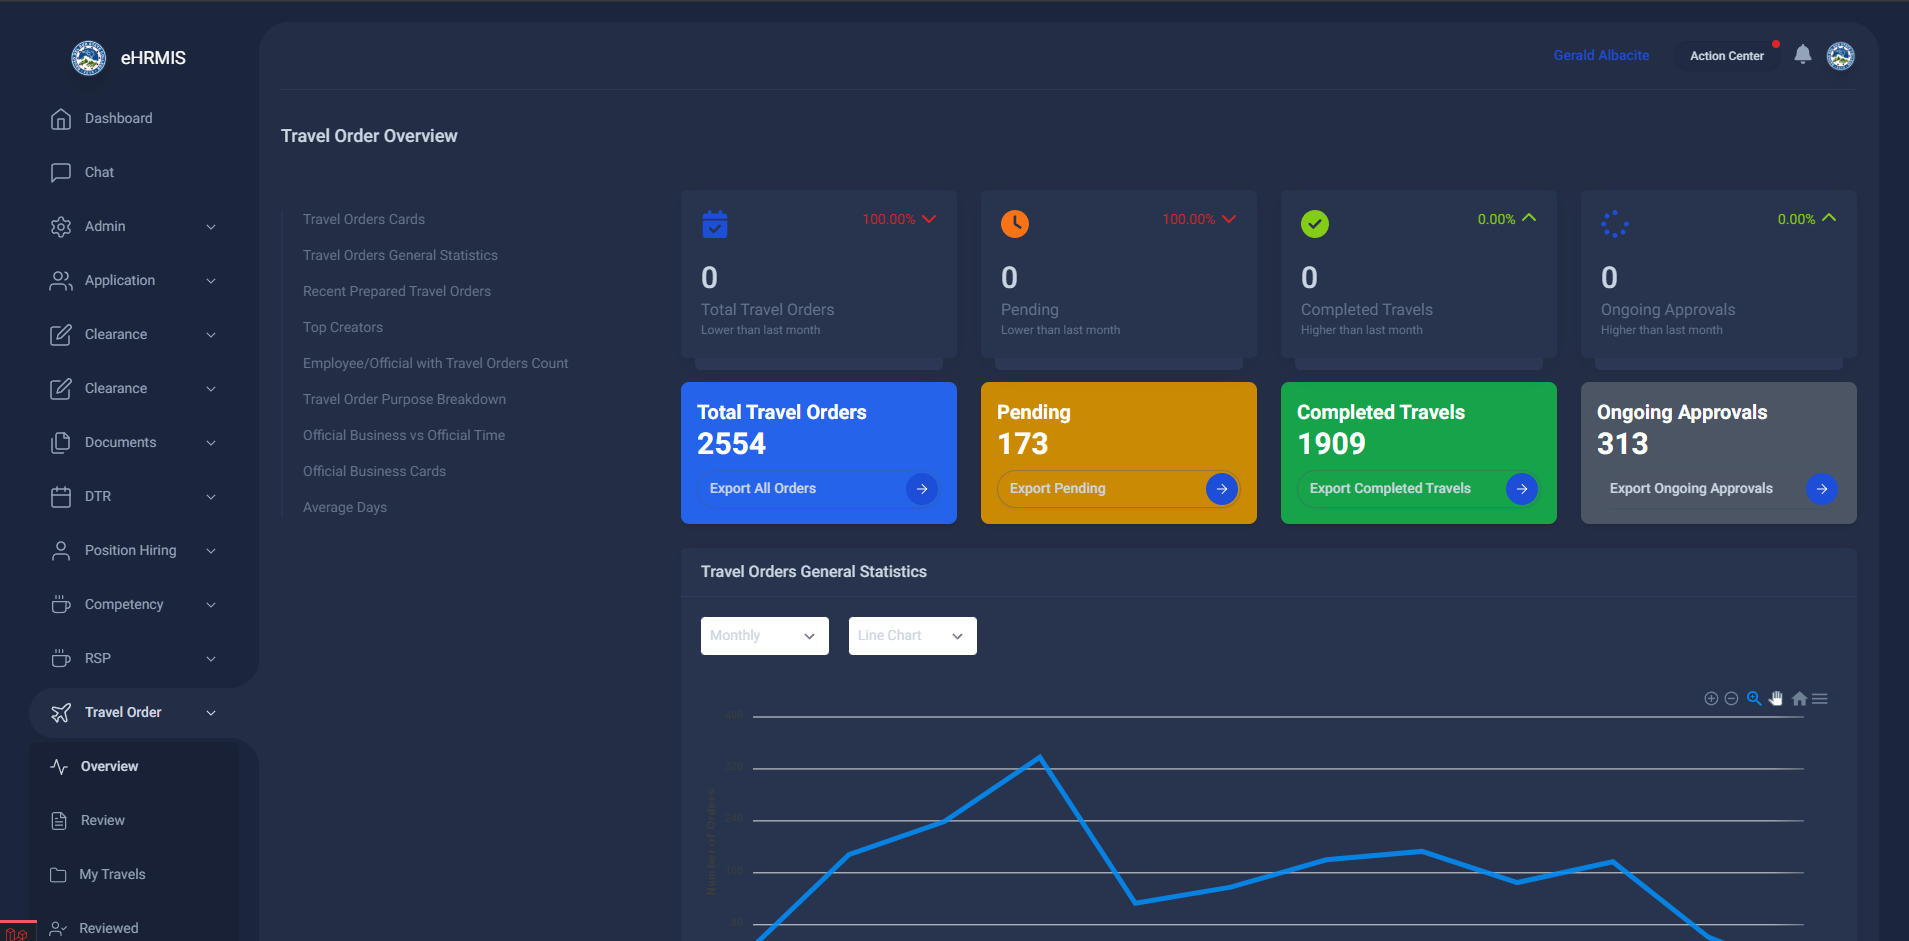 eHRMIS
Dashboard
Chat
Admin
Application
Clearance
Clearance
Documents
DTR
Position Hiring
Competency
RSP
Travel Order
Overview
Review
My Travels
Reviewed
Gerald Albacite
Action Center
Travel Order Overview
Travel Orders Cards
Travel Orders General Statistics
Recent Prepared Travel Orders
Top Creators
Employee/Official with Travel Orders Count
Travel Order Purpose Breakdown
Official Business vs Official Time
Official Business Cards
Average Days
100.00%
0
Total Travel Orders
Lower than last month
100.00%
0
Pending
Lower than last month
0.00%
0
Completed Travels
Higher than last month
0.00%
0
Ongoing Approvals
Higher than last month
Total Travel Orders
2554
Export All Orders
Pending
173
Export Pending
Completed Travels
1909
Export Completed Travels
Ongoing Approvals
313
Export Ongoing Approvals
Travel Orders General Statistics
Monthly
Line Chart
400
320
240
160
80
Number of Orders